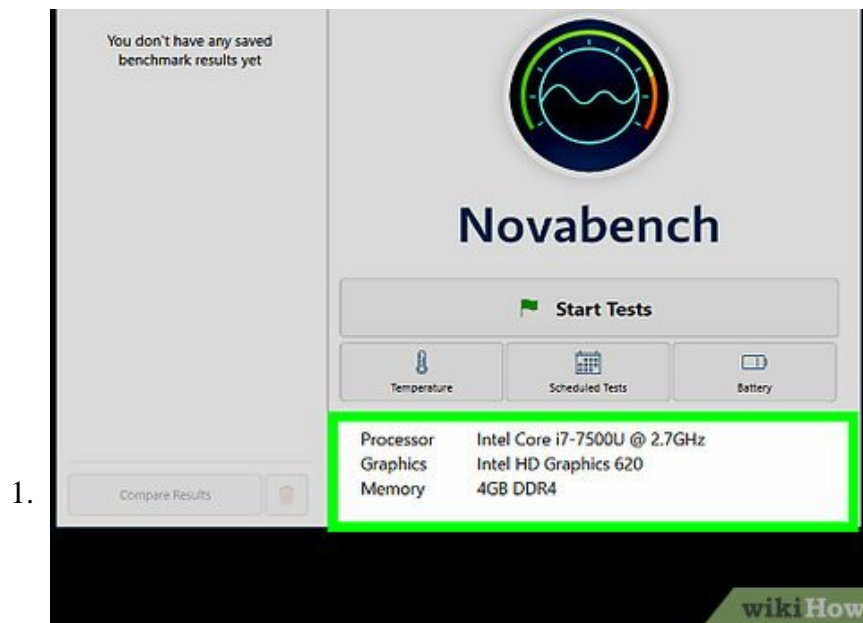 You don't have any saved
benchmark results yet
Novabench
Start Tests
Temperature
Scheduled Tests
Battery
Processor Intel Core i7-7500U @ 2.7GHz
Graphics Intel HD Graphics 620
Memory 4GB DDR4
1.
Compare Results
wikiHow